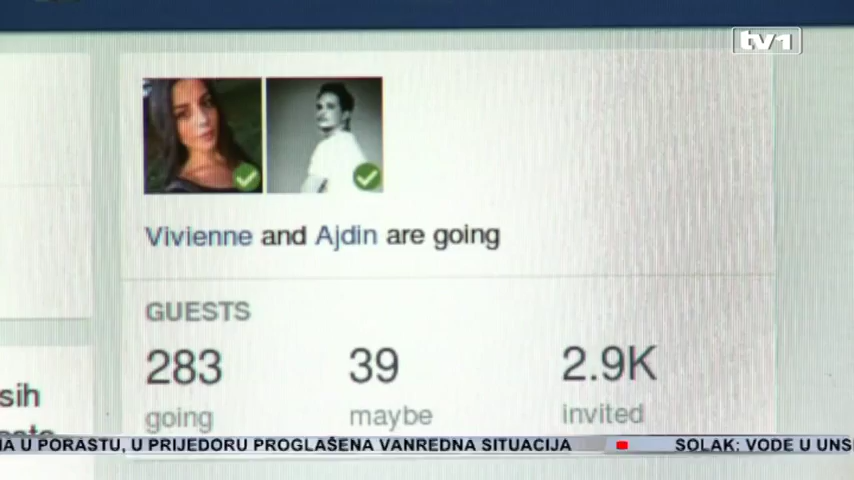 tv1
Vivienne and Ajdin are going
GUESTS
283 39 2.9K
going maybe invited
sih
U PORASTU, U PRIJEDORU PROGLAŠENA VANREDNA SITUACIJA SOLAK: VODE U